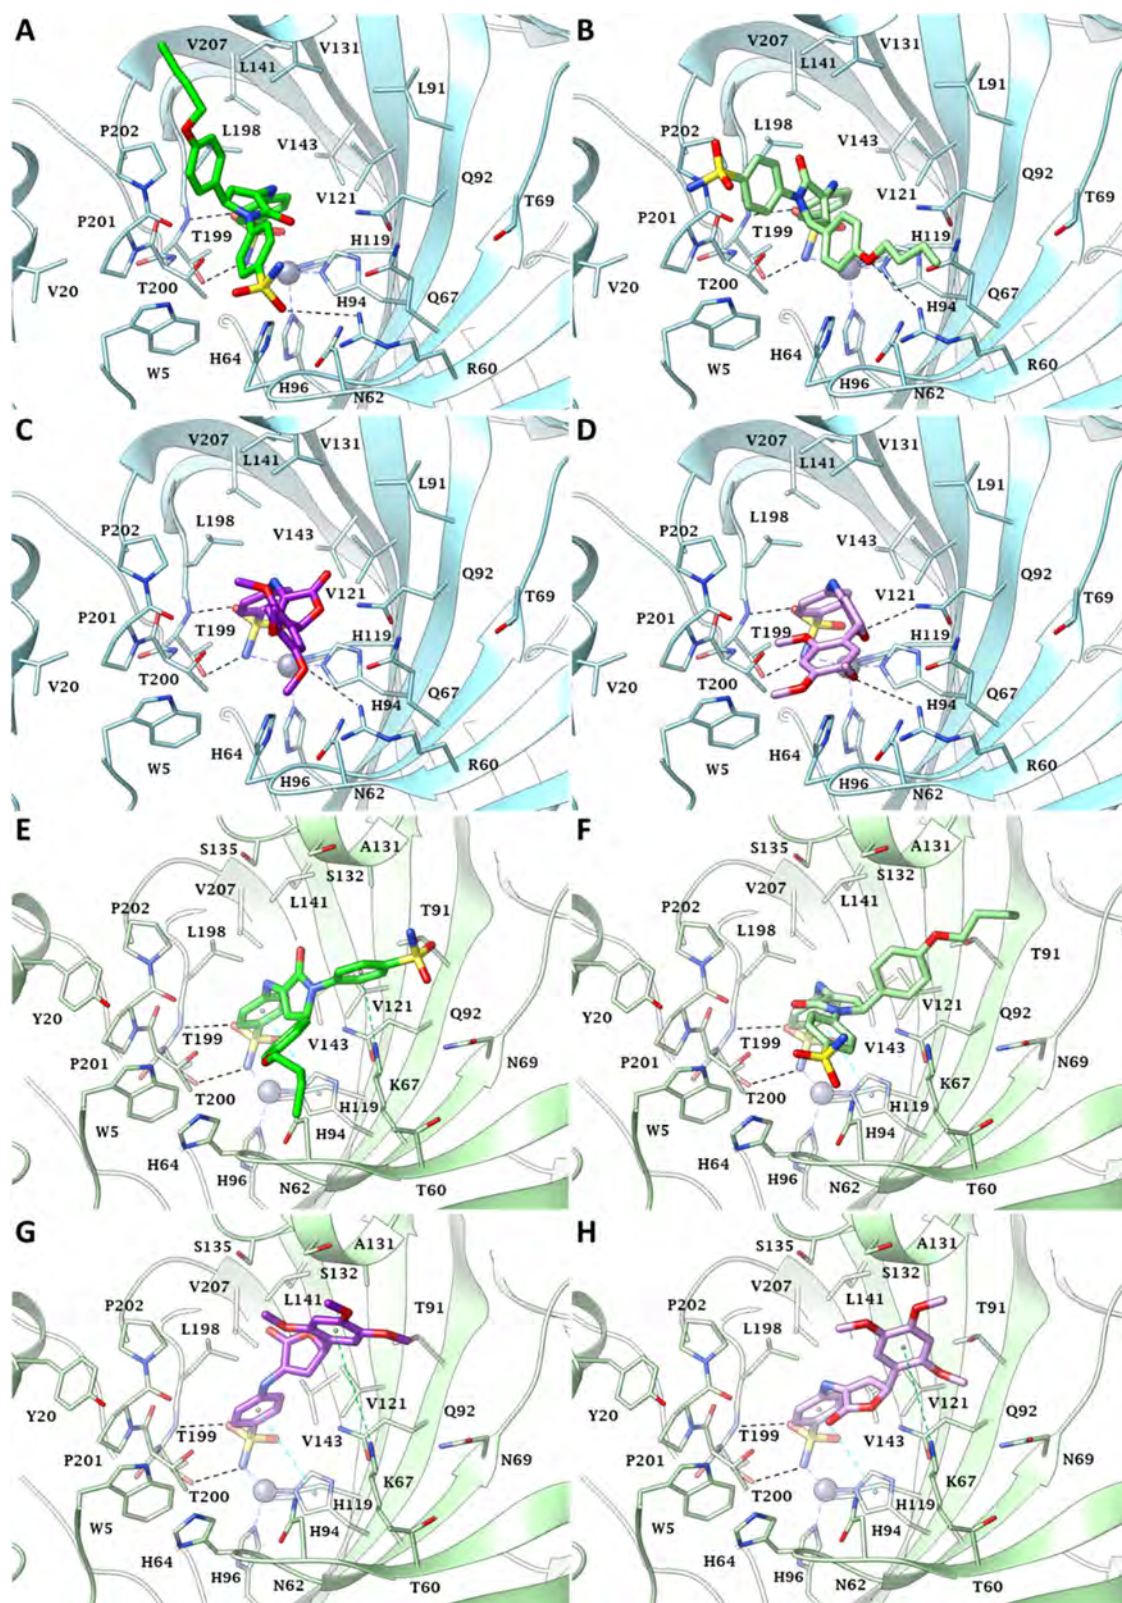 A
V207
V131
L141
L91
P202
L198
V143
Q92
V121
T69
P201
T199
H119
V20
T200
H94
Q67
H64
W5
R60
H96
N62
B
V207
V131
L141
L91
P202
L198
V143
Q92
V121
T69
P201
T199
H119
V20
T200
H94
Q67
H64
W5
R60
H96
N62
C
V207
V131
L141
L91
P202
L198
V143
Q92
V121
T69
P201
T199
H119
V20
T200
H94
Q67
H64
W5
R60
H96
N62
D
V207
V131
L141
L91
P202
L198
V143
Q92
V121
T69
P201
T199
H119
V20
T200
H94
Q67
H64
W5
R60
H96
N62
E
S135
A131
S132
V207
L141
P202
T91
L198
Y20
V121
T199
Q92
V143
N69
P201
K67
T200
H119
W5
H94
H64
H96
N62
T60
F
S135
A131
S132
V207
L141
P202
T91
L198
Y20
V121
T199
Q92
V143
N69
P201
K67
T200
H119
W5
H94
H64
H96
N62
T60
G
S135
A131
S132
V207
L141
P202
T91
L198
Y20
V121
Q92
T199
V143
N69
P201
K67
T200
H119
W5
H94
H64
H96
N62
T60
H
S135
A131
S132
V207
L141
P202
T91
L198
Y20
V121
Q92
T199
V143
N69
P201
K67
T200
H119
W5
H94
H64
H96
N62
T60